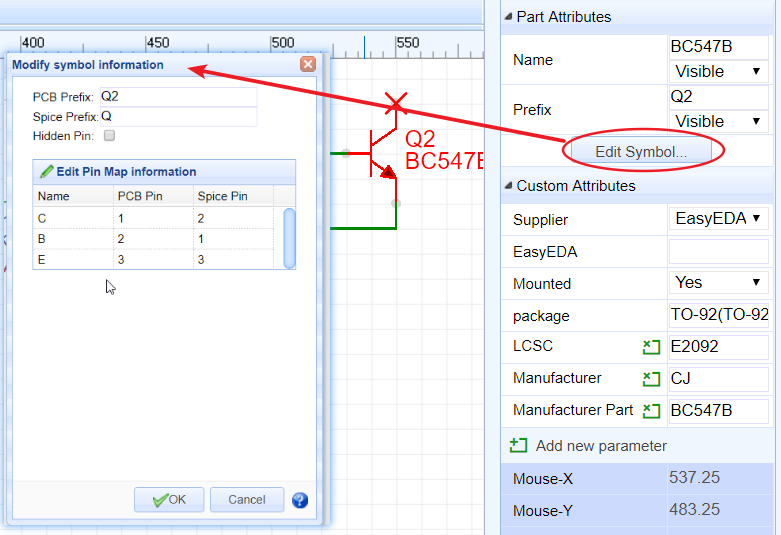 400 450 500 550
Modify symbol information
PCB Prefix: Q2
Spice Prefix: Q
Hidden Pin:
Edit Pin Map information
Name PCB Pin Spice Pin
C 1 2
B 2 1
E 3 3
OK Cancel ?
Q2
BC547B
Part Attributes
Name BC547B
Visible
Prefix Q2
Visible
Edit Symbol...
Custom Attributes
Supplier EasyEDA
EasyEDA
Mounted Yes
package TO-92(TO-92
LCSC E2092
Manufacturer CJ
Manufacturer Part BC547B
Add new parameter
Mouse-X 537.25
Mouse-Y 483.25